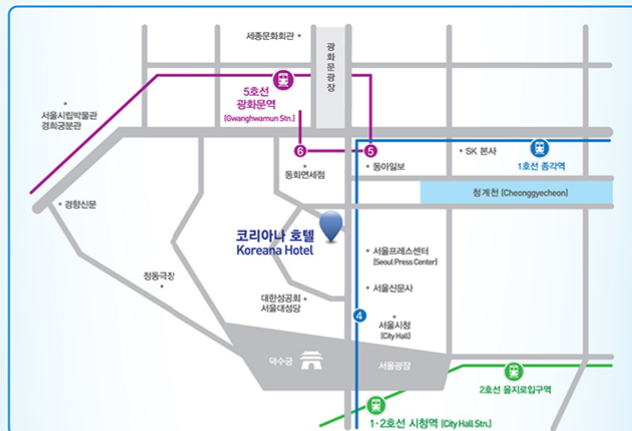 세종문화회관
광화문광장
5호선
광화문역
(Gwanghwamun Stn.)
서울시립박물관
경희궁분관
6
5
동화면세점
동아일보
SK 본사
1호선 종각역
청계천 (Cheonggyecheon)
경향신문
코리아나 호텔
Koreana Hotel
서울프레스센터
(Seoul Press Center)
정동극장
대한성공회
서울대성당
서울신문사
4
서울시청
(City Hall)
덕수궁
서울광장
2호선 을지로입구역
1·2호선 시청역 (City Hall Stn.)